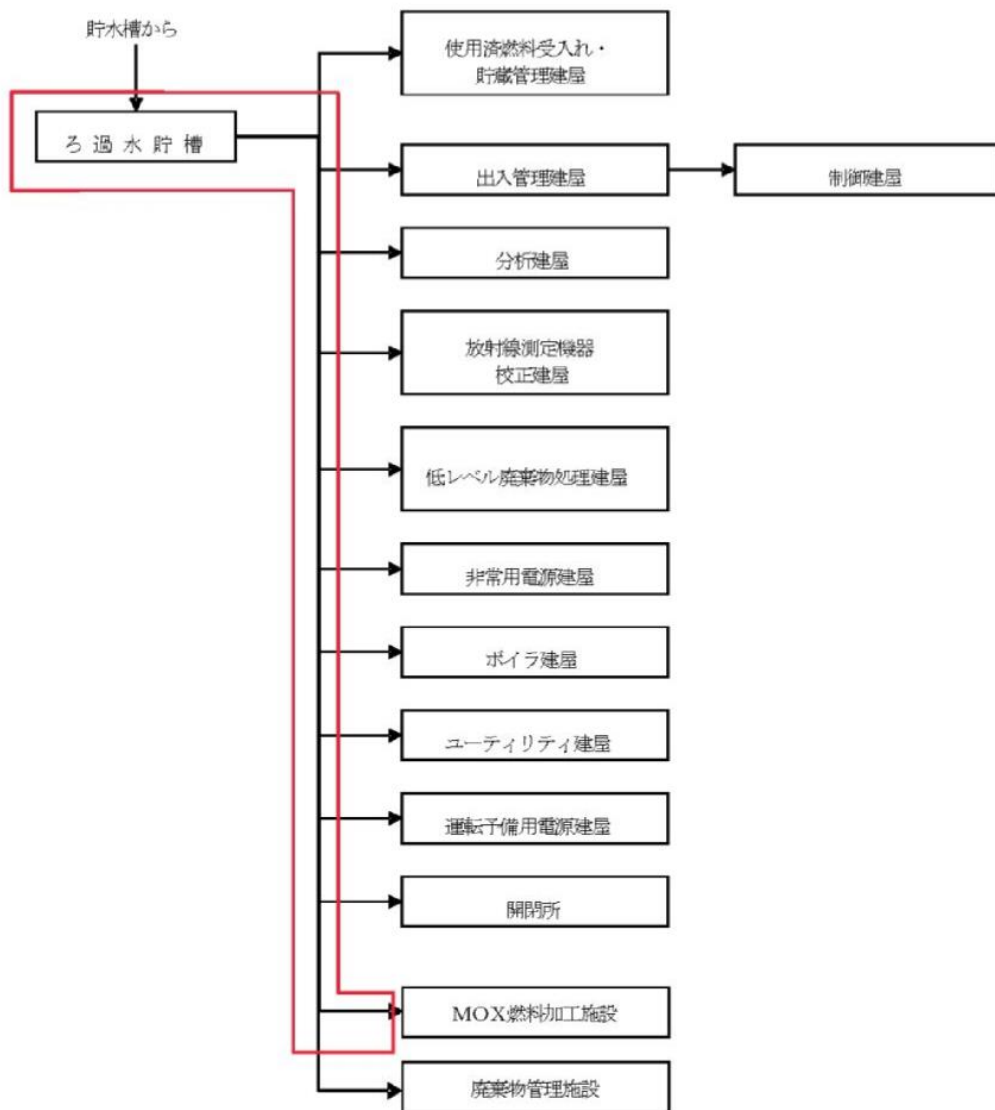 貯水槽から
ろ過水貯槽
使用済燃料受入れ・
貯蔵管理建屋
出入管理建屋
制御建屋
分析建屋
放射線測定機器
校正建屋
低レベル廃棄物処理建屋
非常用電源建屋
ボイラ建屋
ユーティリティ建屋
運転予備用電源建屋
開閉所
MOX燃料加工施設
廃棄物管理施設